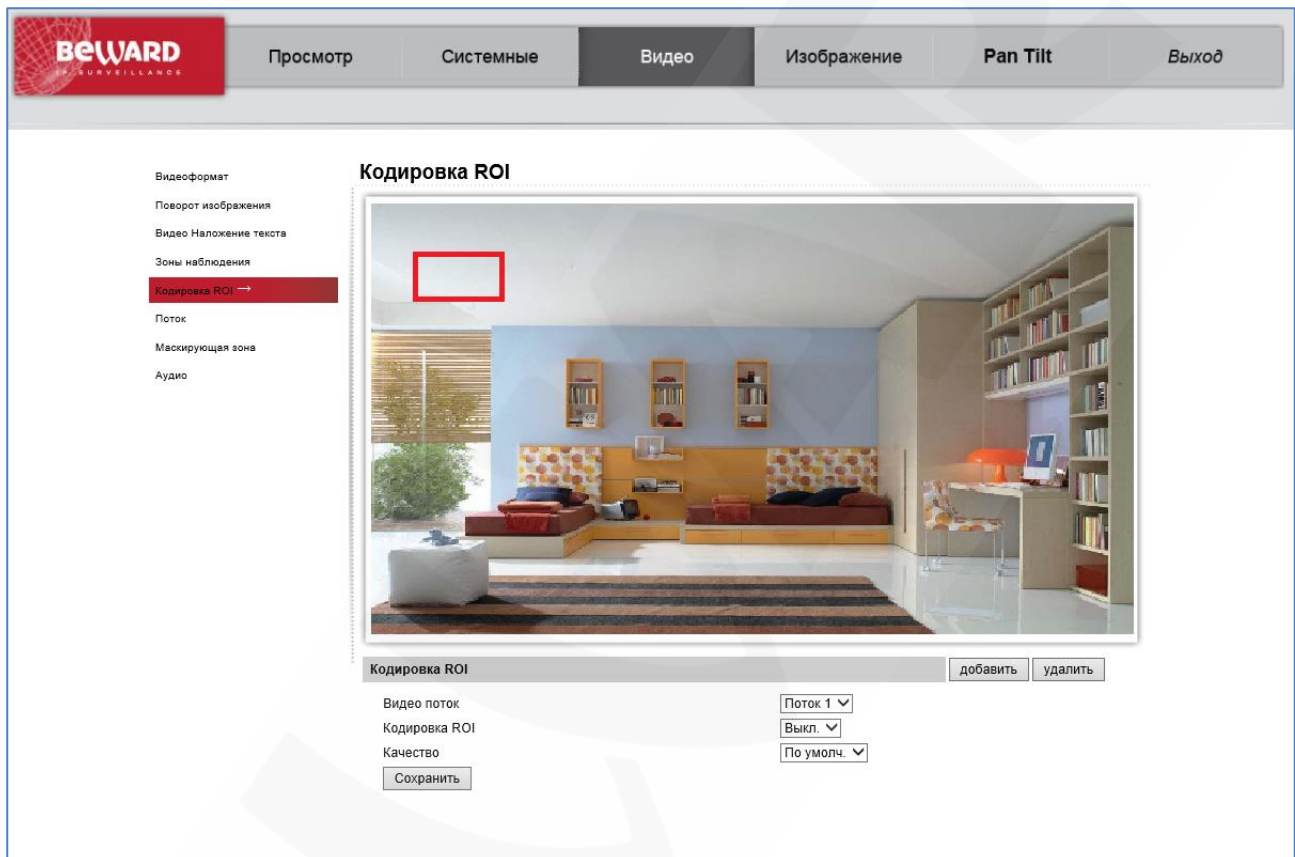 BEWARD
IP SURVEILLANCE
Просмотр
Системные
Видео
Изображение
Pan Tilt
Выход
Видеоформат
Поворот изображения
Видео Наложение текста
Зоны наблюдения
Кодировка ROI →
Поток
Маскирующая зона
Аудио
Кодировка ROI
Кодировка ROI
добавить
удалить
Видео поток
Поток 1
Кодировка ROI
Выкл.
Качество
По умолч.
Сохранить